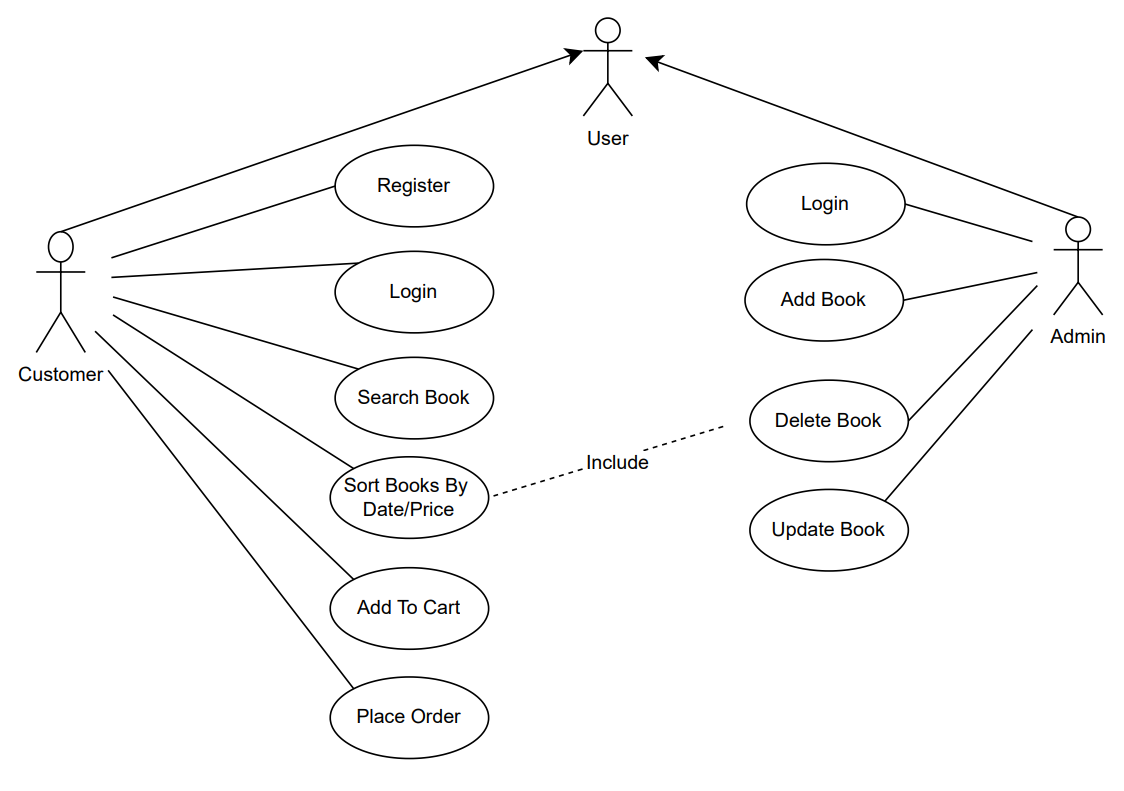 User
Register
Login
Search Book
Sort Books By
Date/Price
Add To Cart
Place Order
Customer
Include
Login
Add Book
Delete Book
Update Book
Admin